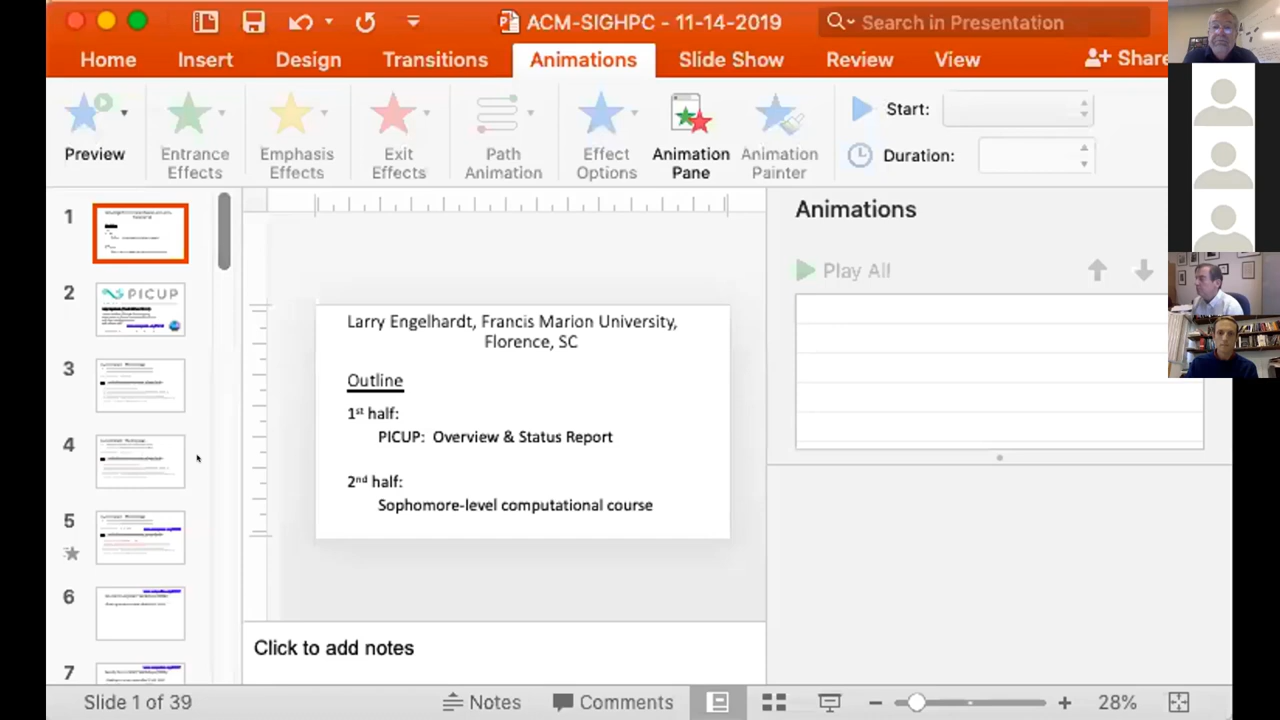 ACM-SIGHPC - 11-14-2019
Search in Presentation
Home Insert Design Transitions Animations Slide Show Review View Share
Preview
Entrance
Effects
Emphasis
Effects
Exit
Effects
Path
Animation
Effect
Options
Animation
Pane
Animation
Painter
Start:
Duration:
1
2
PICUP
3
4
5
6
7
Larry Engelhardt, Francis Marion University,
Florence, SC
Outline
1st half:
PICUP: Overview & Status Report
2nd half:
Sophomore-level computational course
Animations
Play All
Click to add notes
Slide 1 of 39
Notes
Comments
28%